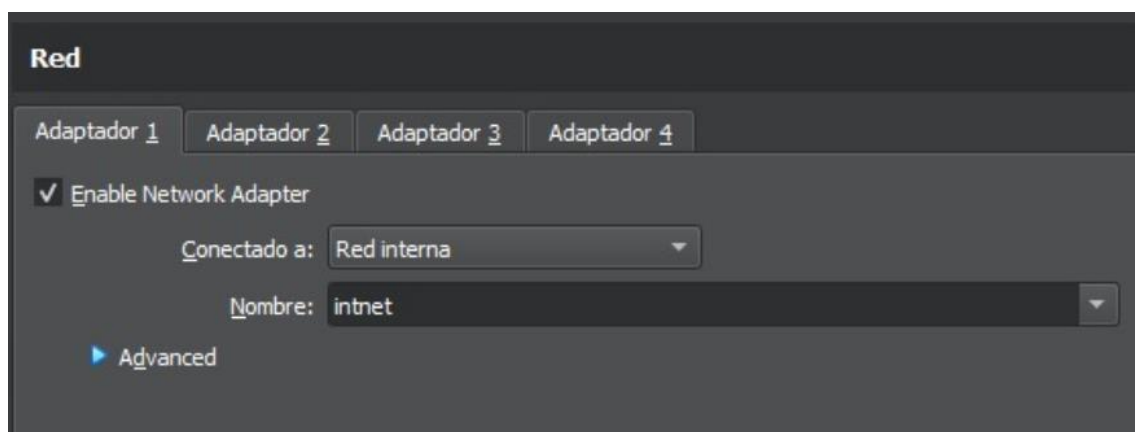 Red
Adaptador 1 Adaptador 2 Adaptador 3 Adaptador 4
Enable Network Adapter
Conectado a: Red interna
Nombre: intnet
Advanced